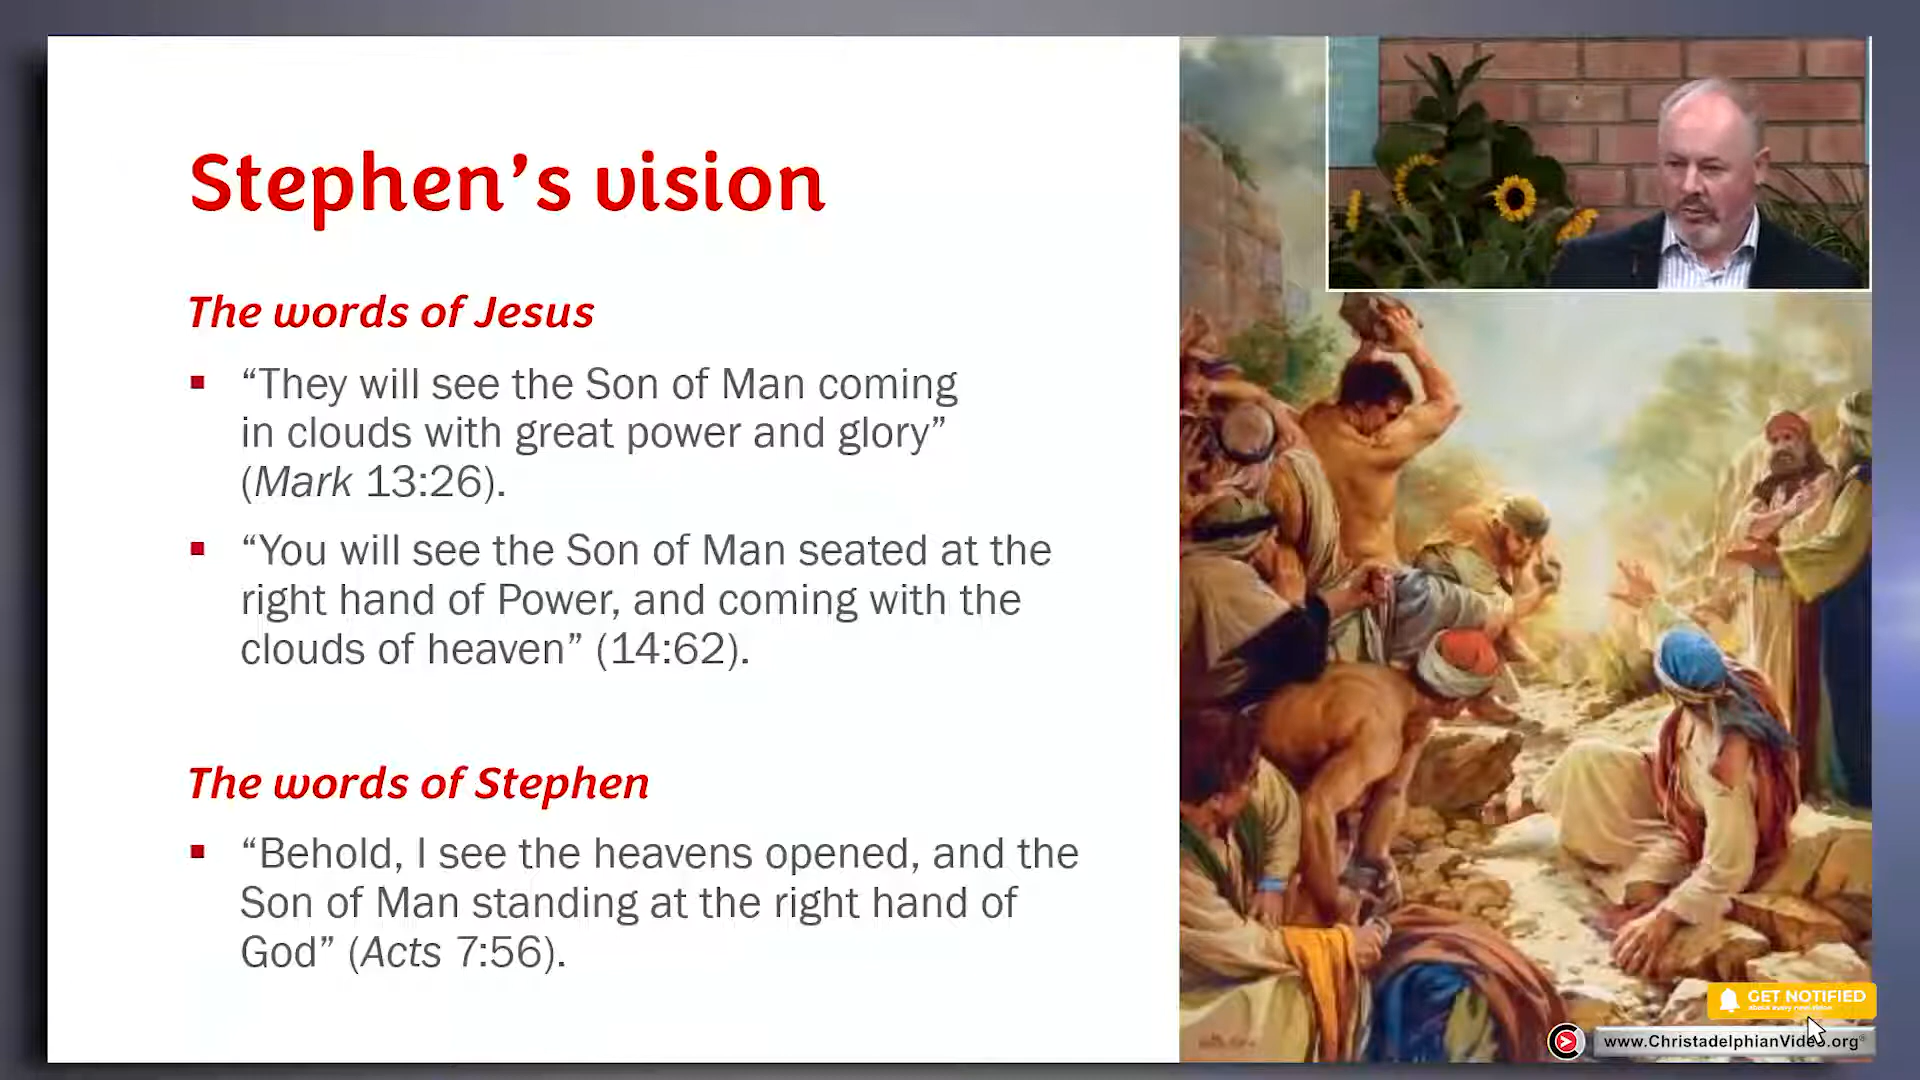 Stephen’s vision
The words of Jesus
“They will see the Son of Man coming
in clouds with great power and glory”
(Mark 13:26).
“You will see the Son of Man seated at the
right hand of Power, and coming with the
clouds of heaven” (14:62).
The words of Stephen
“Behold, I see the heavens opened, and the
Son of Man standing at the right hand of
God” (Acts 7:56).
GET NOTIFIED
about every new video
www.ChristadelphianVideo.org